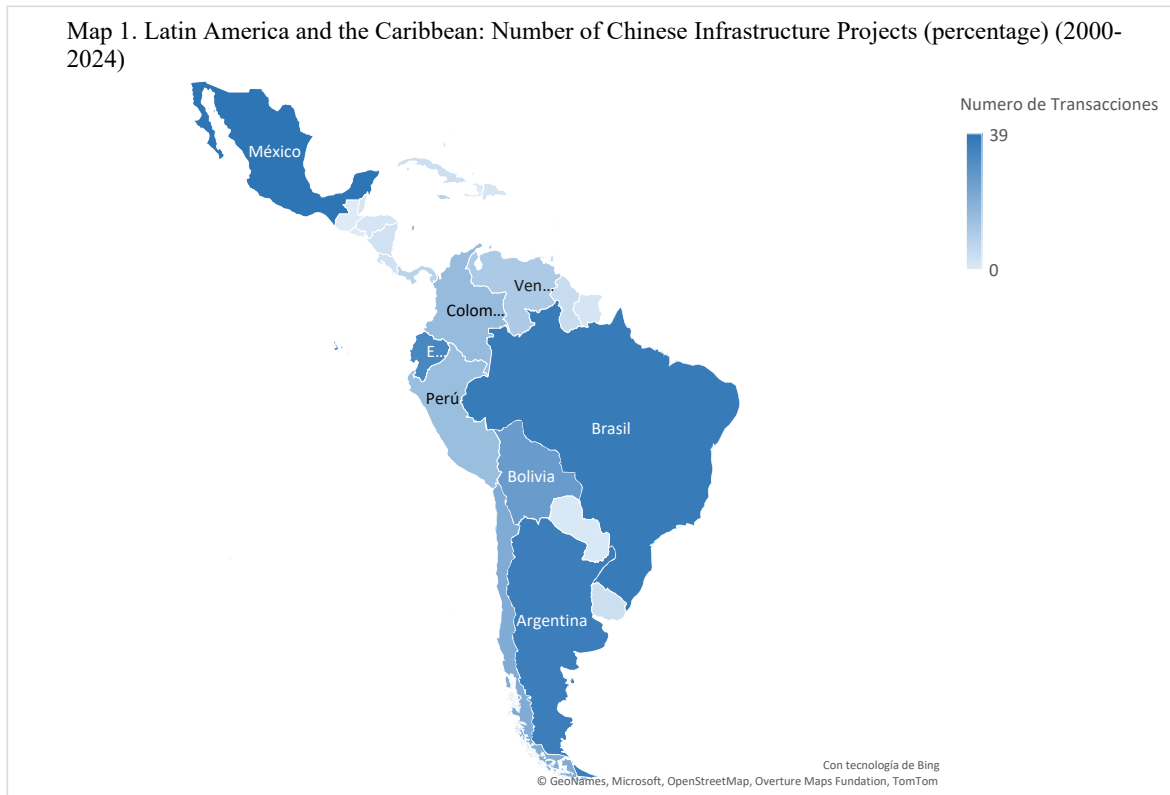 Map 1. Latin America and the Caribbean: Number of Chinese Infrastructure Projects (percentage) (2000-
2024)
Numero de Transacciones
39
0
México
Ven...
Colom...
E...
Perú
Brasil
Bolivia
Argentina
Con tecnología de Bing
© GeoNames, Microsoft, OpenStreetMap, Overture Maps Fundation, TomTom